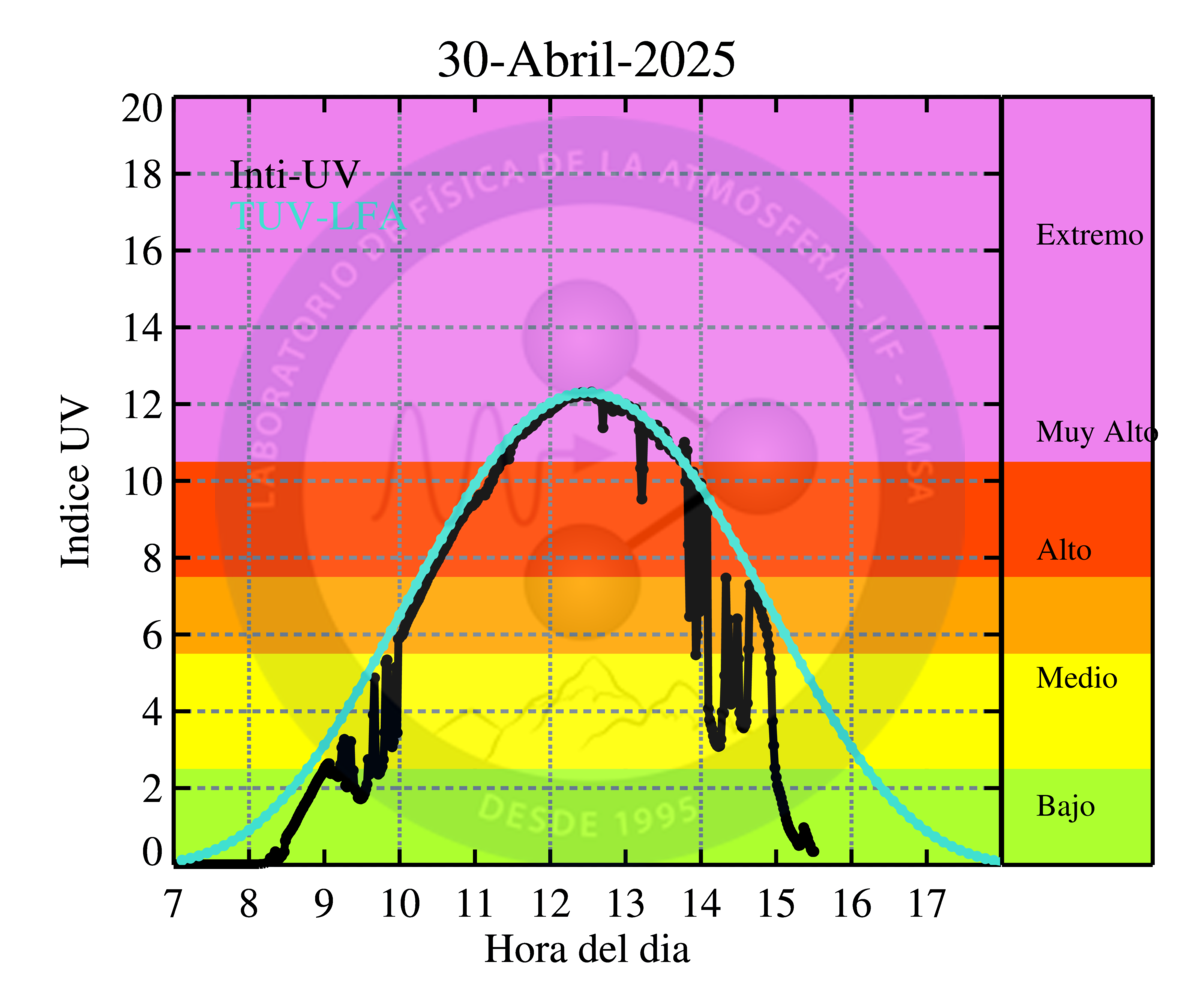 30-Abril-2025
20
18
16
14
12
10
8
6
4
2
0
Indice UV
Inti-UV
TUV-LFA
LABORATORIO DE FÍSICA DE LA ATMÓSFERA - IIF - UMSA
DESDE 1995
Extremo
Muy Alto
Alto
Medio
Bajo
7 8 9 10 11 12 13 14 15 16 17
Hora del dia